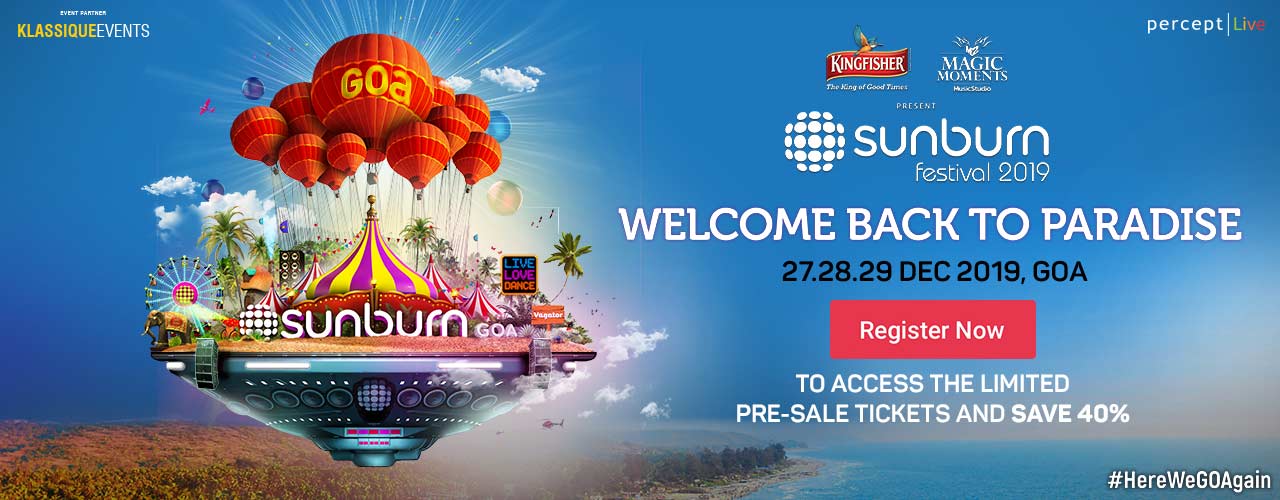 EVENT PARTNER
KLASSIQUEEVENTS
percept|Live
GOa
KINGFISHER
The King of Good Times
MAGIC
MOMENTS
MusicStudio
PRESENT
sunburn
festival 2019
WELCOME BACK TO PARADISE
27.28.29 DEC 2019, GOA
Register Now
TO ACCESS THE LIMITED
PRE-SALE TICKETS AND SAVE 40%
LIVE
LOVE
DANCE
Vagator
sunburn GOA
#HereWeGOAgain